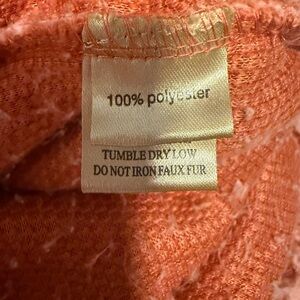 100% polyester
TUMBLE DRY LOW
DO NOT IRON FAUX FUR